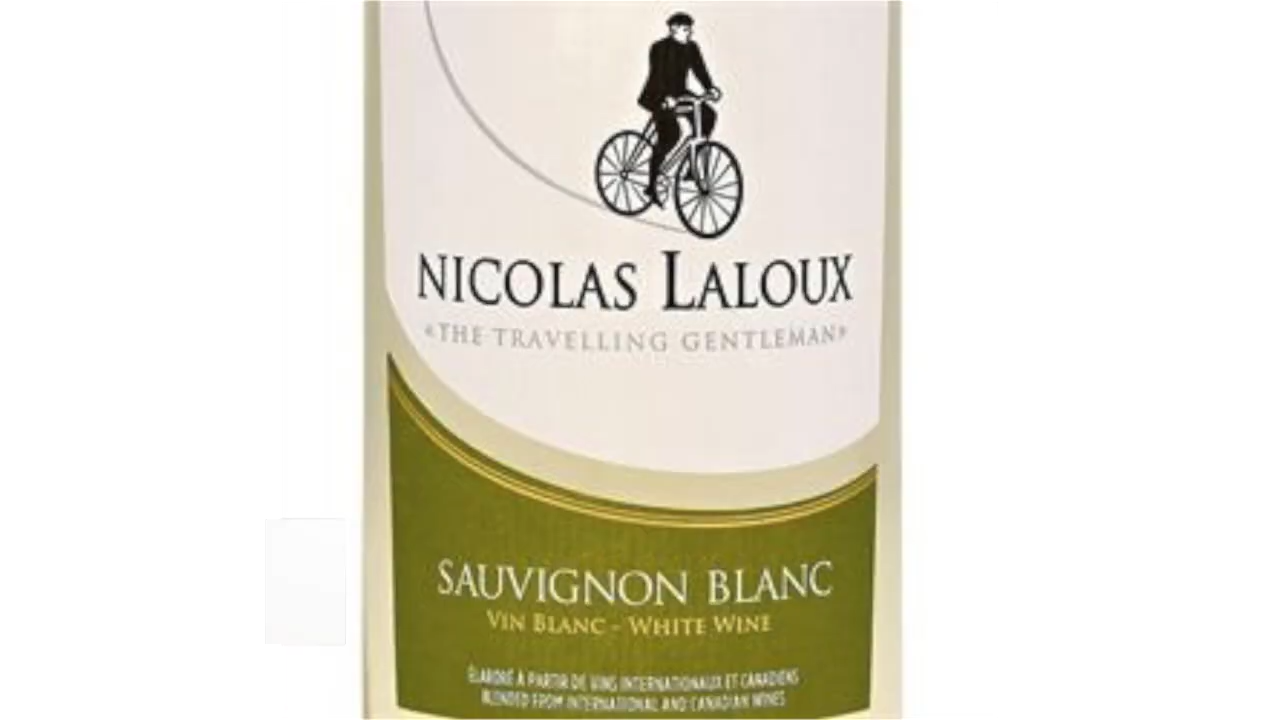 NICOLAS LALOUX
«THE TRAVELLING GENTLEMAN»
SAUVIGNON BLANC
VIN BLANC - WHITE WINE
ÉLABORÉ À PARTIR DE VINS INTERNATIONAUX ET CANADIENS
BLENDED FROM INTERNATIONAL AND CANADIAN WINES